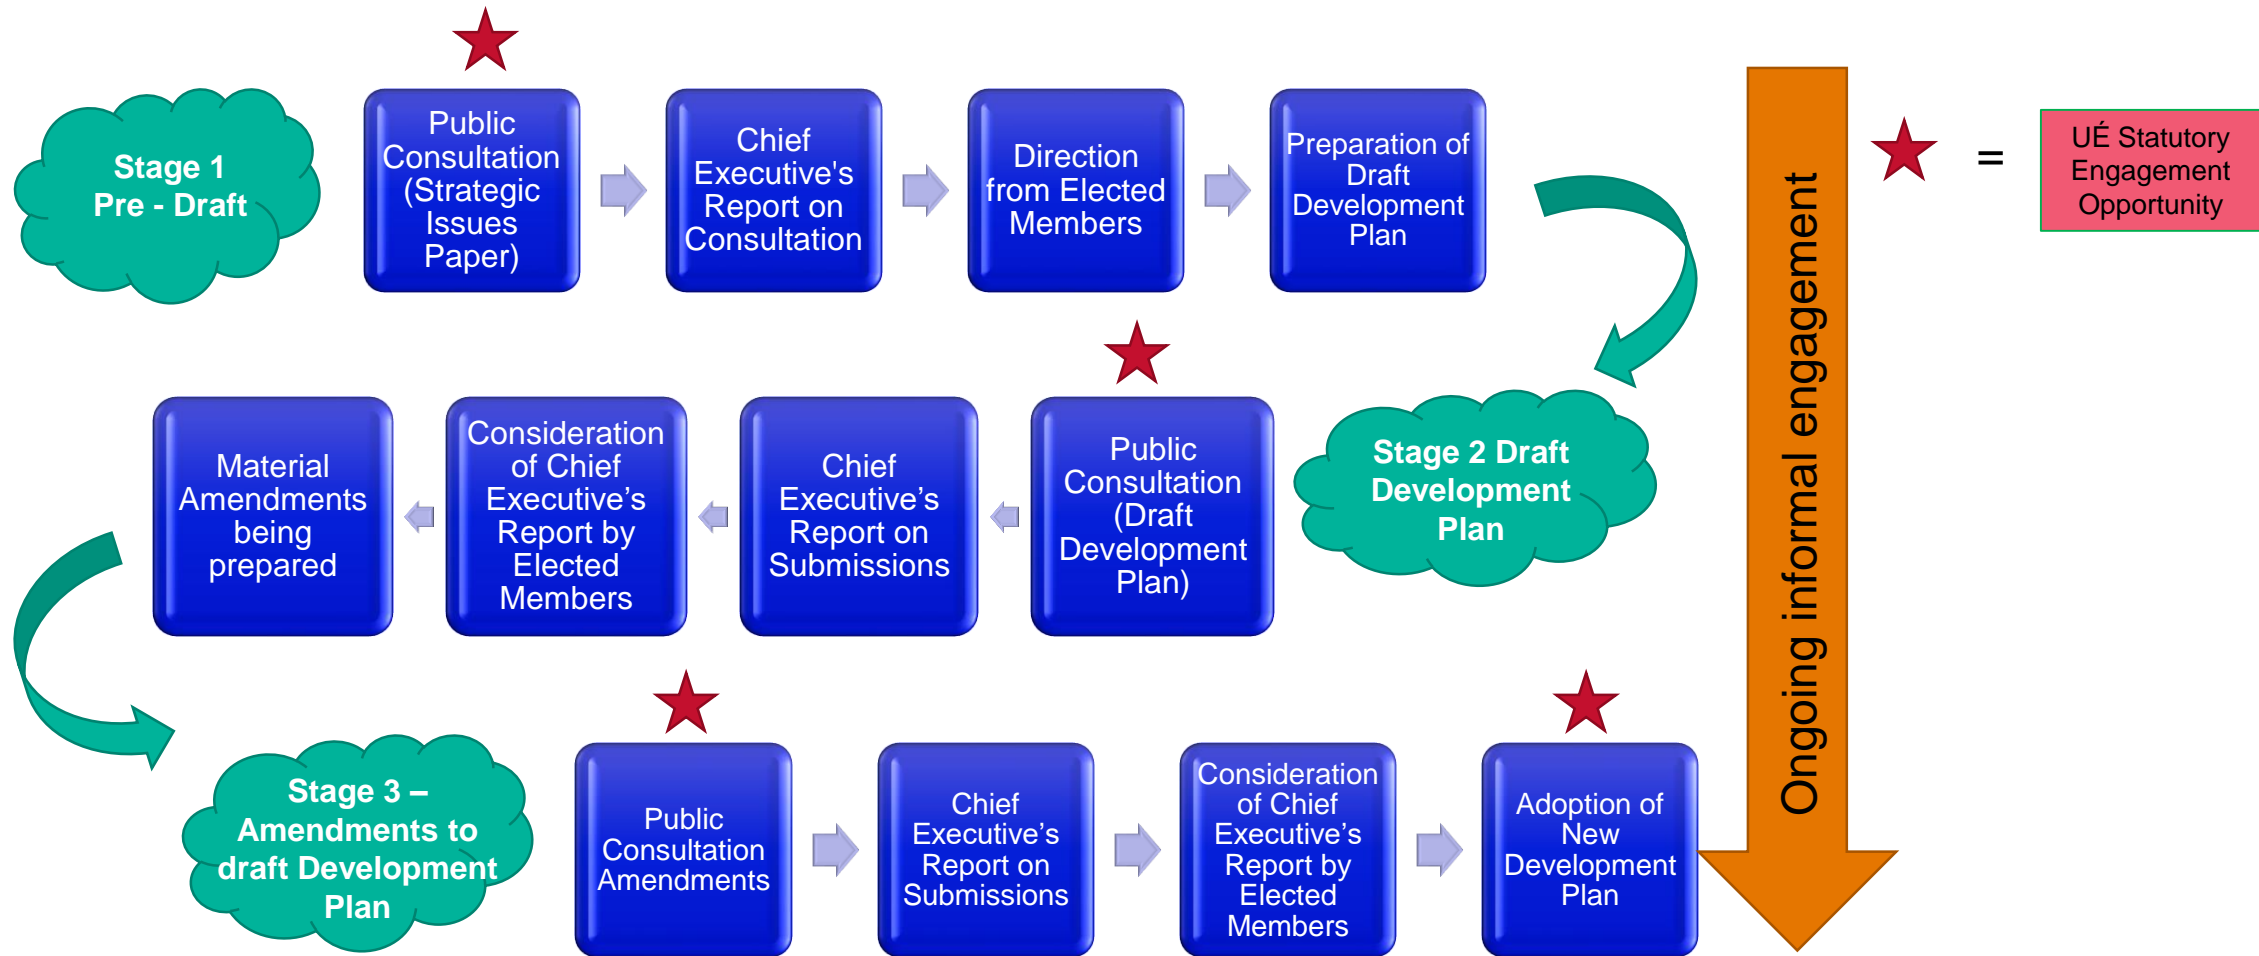 Stage 1
Pre - Draft
Public
Consultation
(Strategic
Issues
Paper)
Chief
Executive's
Report on
Consultation
Direction
from Elected
Members
Preparation of
Draft
Development
Plan
=
UÉ Statutory
Engagement
Opportunity
Ongoing informal engagement
Stage 2 Draft
Development
Plan
Public
Consultation
(Draft
Development
Plan)
Chief
Executive’s
Report on
Submissions
Consideration
of Chief
Executive’s
Report by
Elected
Members
Material
Amendments
being
prepared
Stage 3 –
Amendments to
draft Development
Plan
Public
Consultation
Amendments
Chief
Executive’s
Report on
Submissions
Consideration
of Chief
Executive’s
Report by
Elected
Members
Adoption of
New
Development
Plan